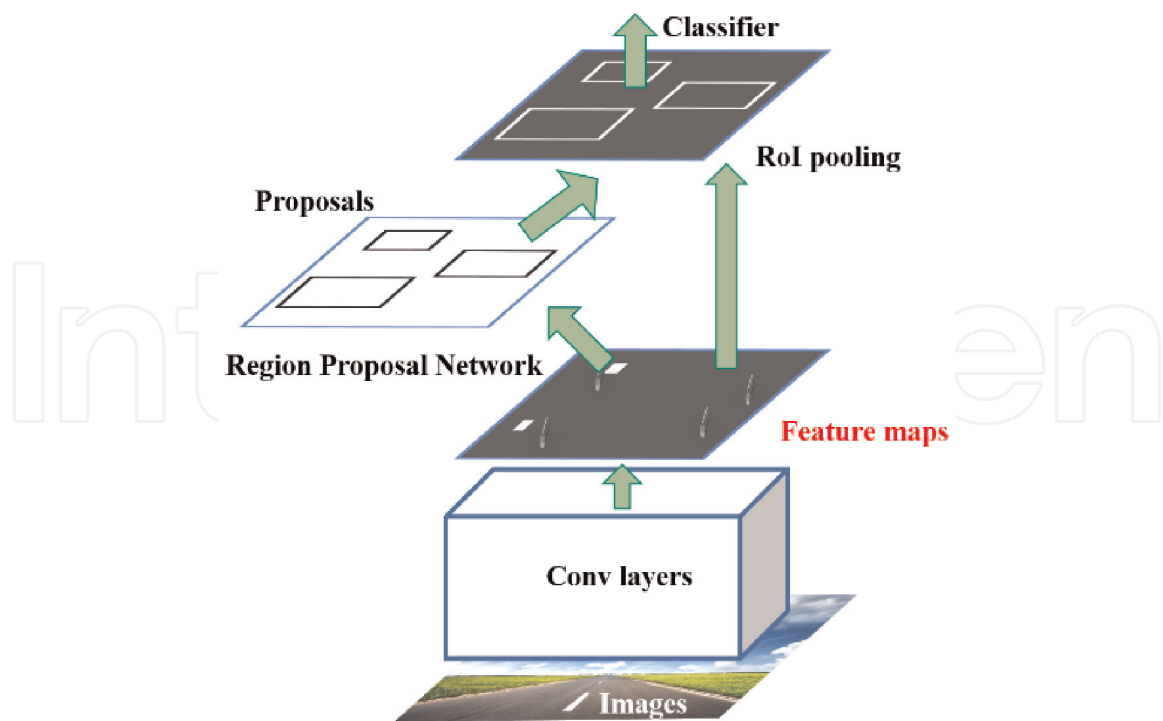 Classifier
RoI pooling
Proposals
Region Proposal Network
Feature maps
Conv layers
Images